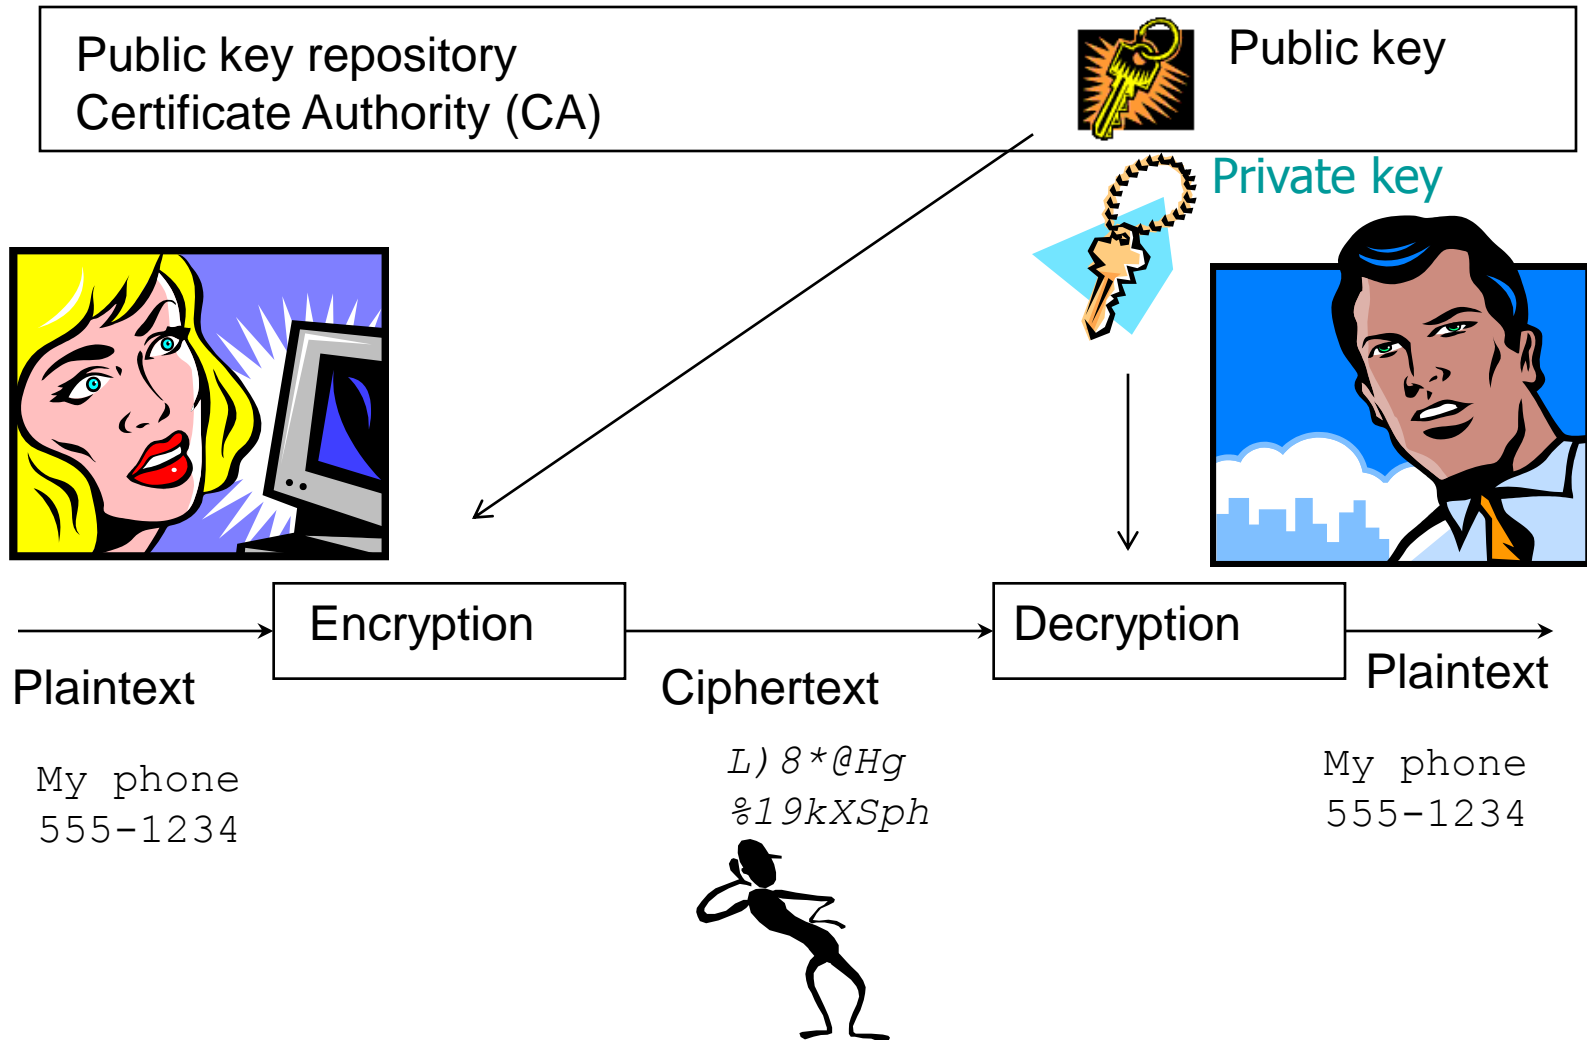 Public key repository
Certificate Authority (CA)
Public key
Private key
Encryption
Decryption
Plaintext
Ciphertext
Plaintext
My phone
555-1234
L)8*@Hg
%19kXSph
My phone
555-1234